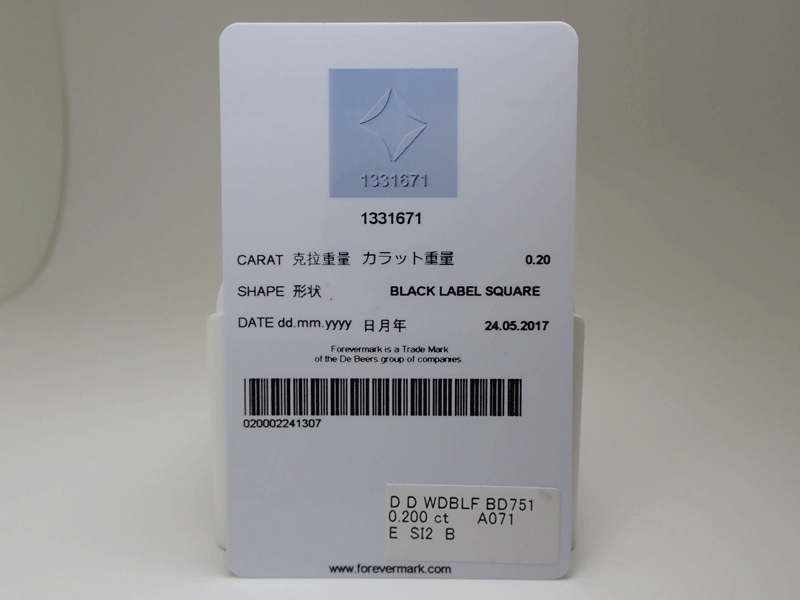 1331671
1331671
CARAT 克拉重量 カラット重量 0.20
SHAPE 形状 BLACK LABEL SQUARE
DATE dd.mm.yyyy 日月年 24.05.2017
Forevermark is a Trade Mark
of the De Beers group of companies.
020002241307
D D WDBLF BD751
0.200 ct A071
E SI2 B
www.forevermark.com